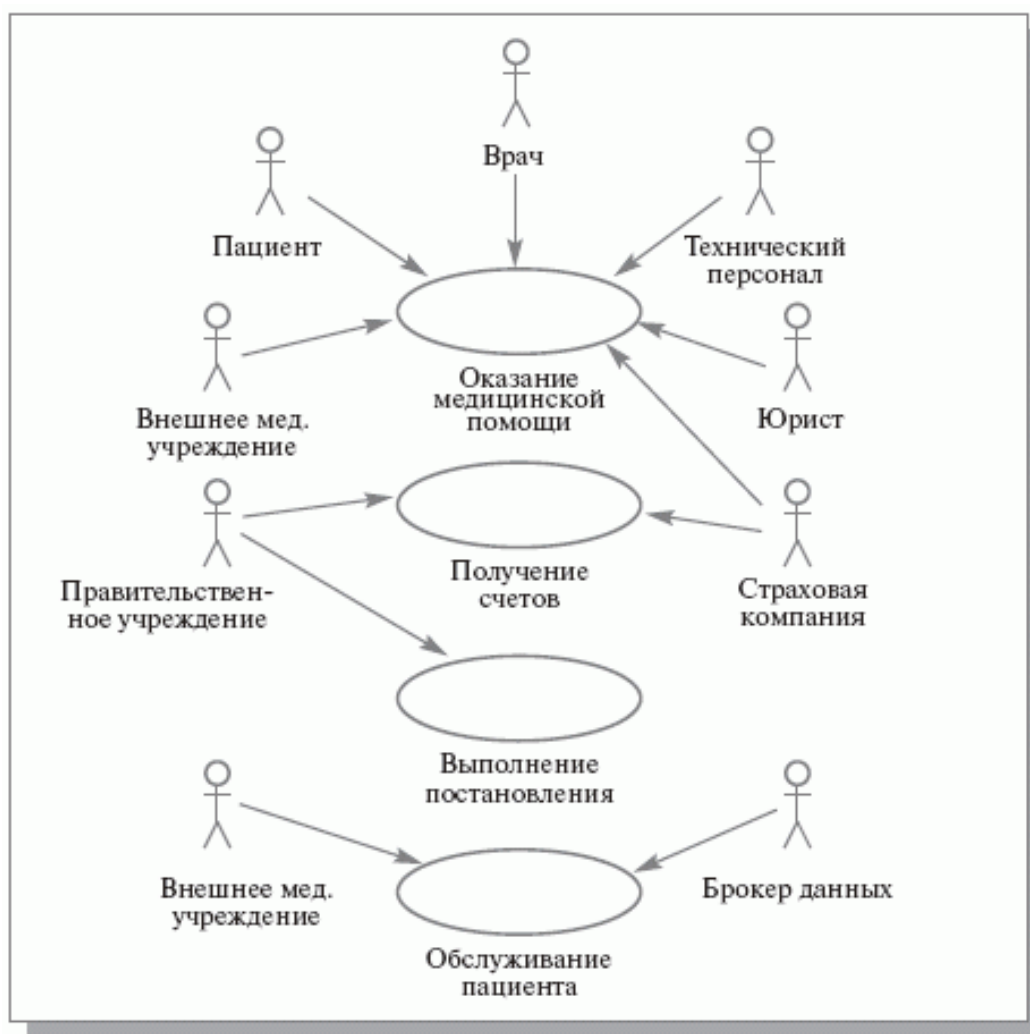 Врач
Пациент
Технический
персонал
Оказание
медицинской
помощи
Внешнее мед.
учреждение
Юрист
Получение
счетов
Правительствен-
ное учреждение
Страховая
компания
Выполнение
постановления
Внешнее мед.
учреждение
Брокер данных
Обслуживание
пациента